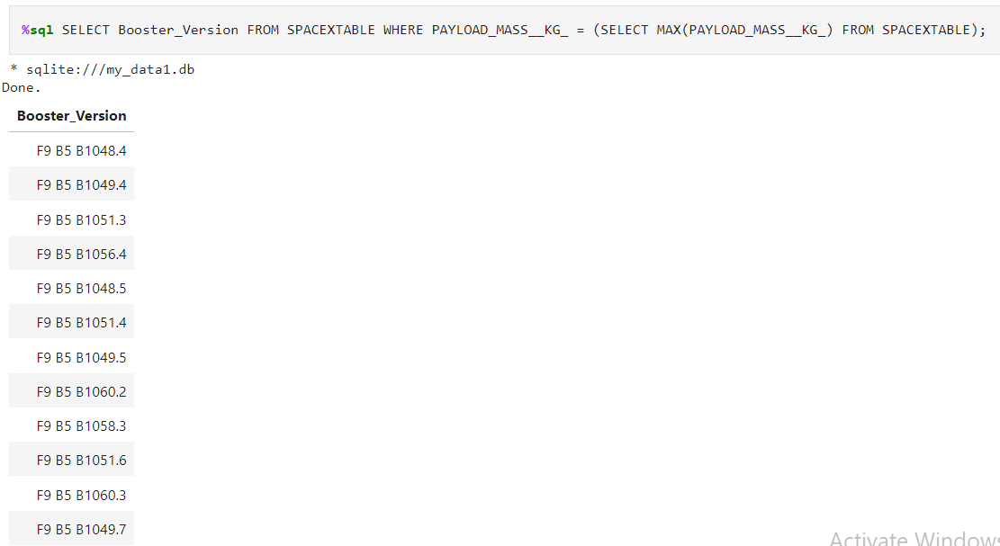 %sql SELECT Booster_Version FROM SPACEXTABLE WHERE PAYLOAD_MASS__KG_ = (SELECT MAX(PAYLOAD_MASS__KG_) FROM SPACEXTABLE);
* sqlite:///my_data1.db
Done.
Booster_Version
F9 B5 B1048.4
F9 B5 B1049.4
F9 B5 B1051.3
F9 B5 B1056.4
F9 B5 B1048.5
F9 B5 B1051.4
F9 B5 B1049.5
F9 B5 B1060.2
F9 B5 B1058.3
F9 B5 B1051.6
F9 B5 B1060.3
F9 B5 B1049.7
Activate Windows